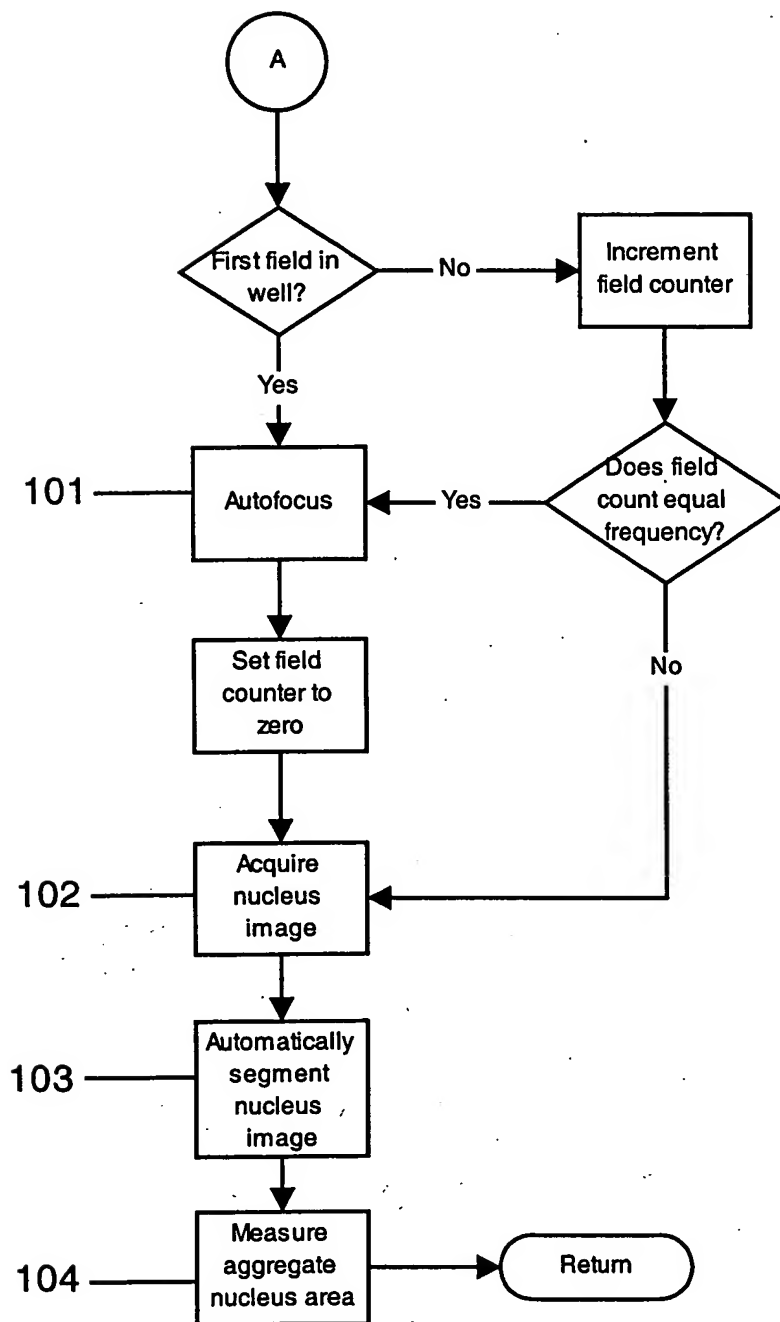 A
First field in
well?
No
Increment
field counter
Yes
101
Autofocus
Yes
Does field
count equal
frequency?
Set field
counter to
zero
No
102
Acquire
nucleus
image
103
Automatically
segment
nucleus
image
104
Measure
aggregate
nucleus area
Return